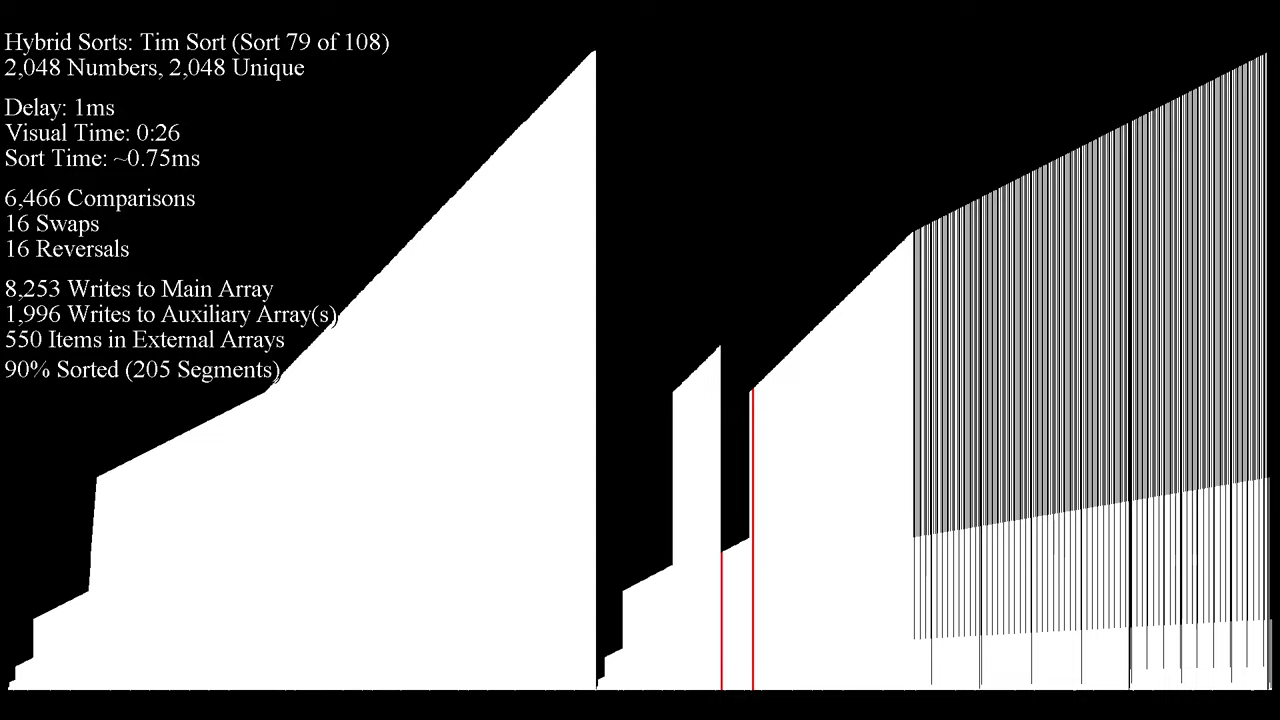 Hybrid Sorts: Tim Sort (Sort 79 of 108)
2,048 Numbers, 2,048 Unique
Delay: 1ms
Visual Time: 0:26
Sort Time: ~0.75ms
6,466 Comparisons
16 Swaps
16 Reversals
8,253 Writes to Main Array
1,996 Writes to Auxiliary Array(s)
550 Items in External Arrays
90% Sorted (205 Segments)